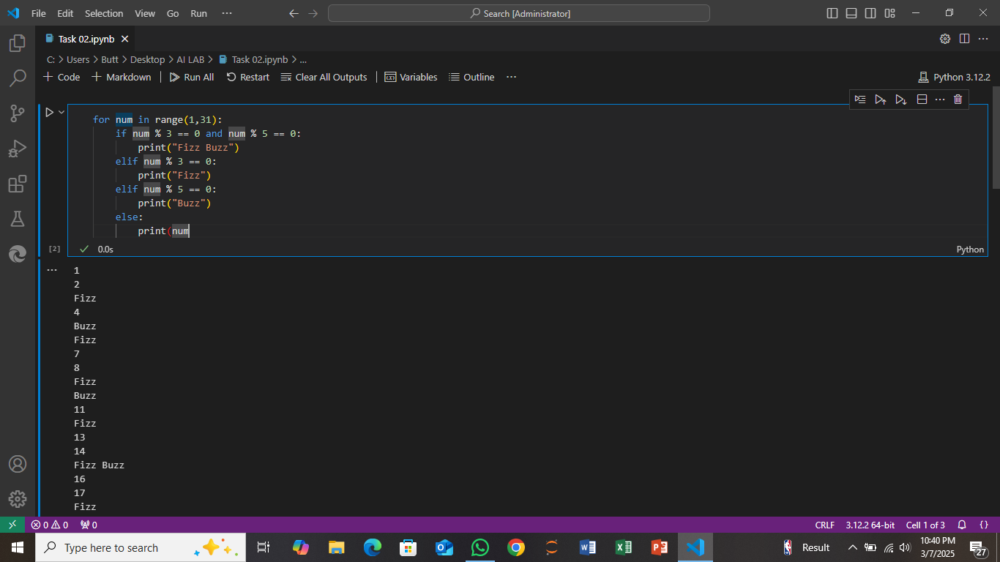 File Edit Selection View Go Run ···
Search [Administrator]
Task 02.ipynb
C: > Users > Butt > Desktop > AI LAB > Task 02.ipynb > ...
+ Code + Markdown Run All Restart Clear All Outputs Variables Outline ···
Python 3.12.2
for num in range(1,31):
if num % 3 == 0 and num % 5 == 0:
print("Fizz Buzz")
elif num % 3 == 0:
print("Fizz")
elif num % 5 == 0:
print("Buzz")
else:
print(num
[2] 0.0s Python
1
2
Fizz
4
Buzz
Fizz
7
8
Fizz
Buzz
11
Fizz
13
14
Fizz Buzz
16
17
Fizz
0 0 0 CRLF 3.12.2 64-bit Cell 1 of 3 {}
Type here to search
Result
10:40 PM
3/7/2025
27